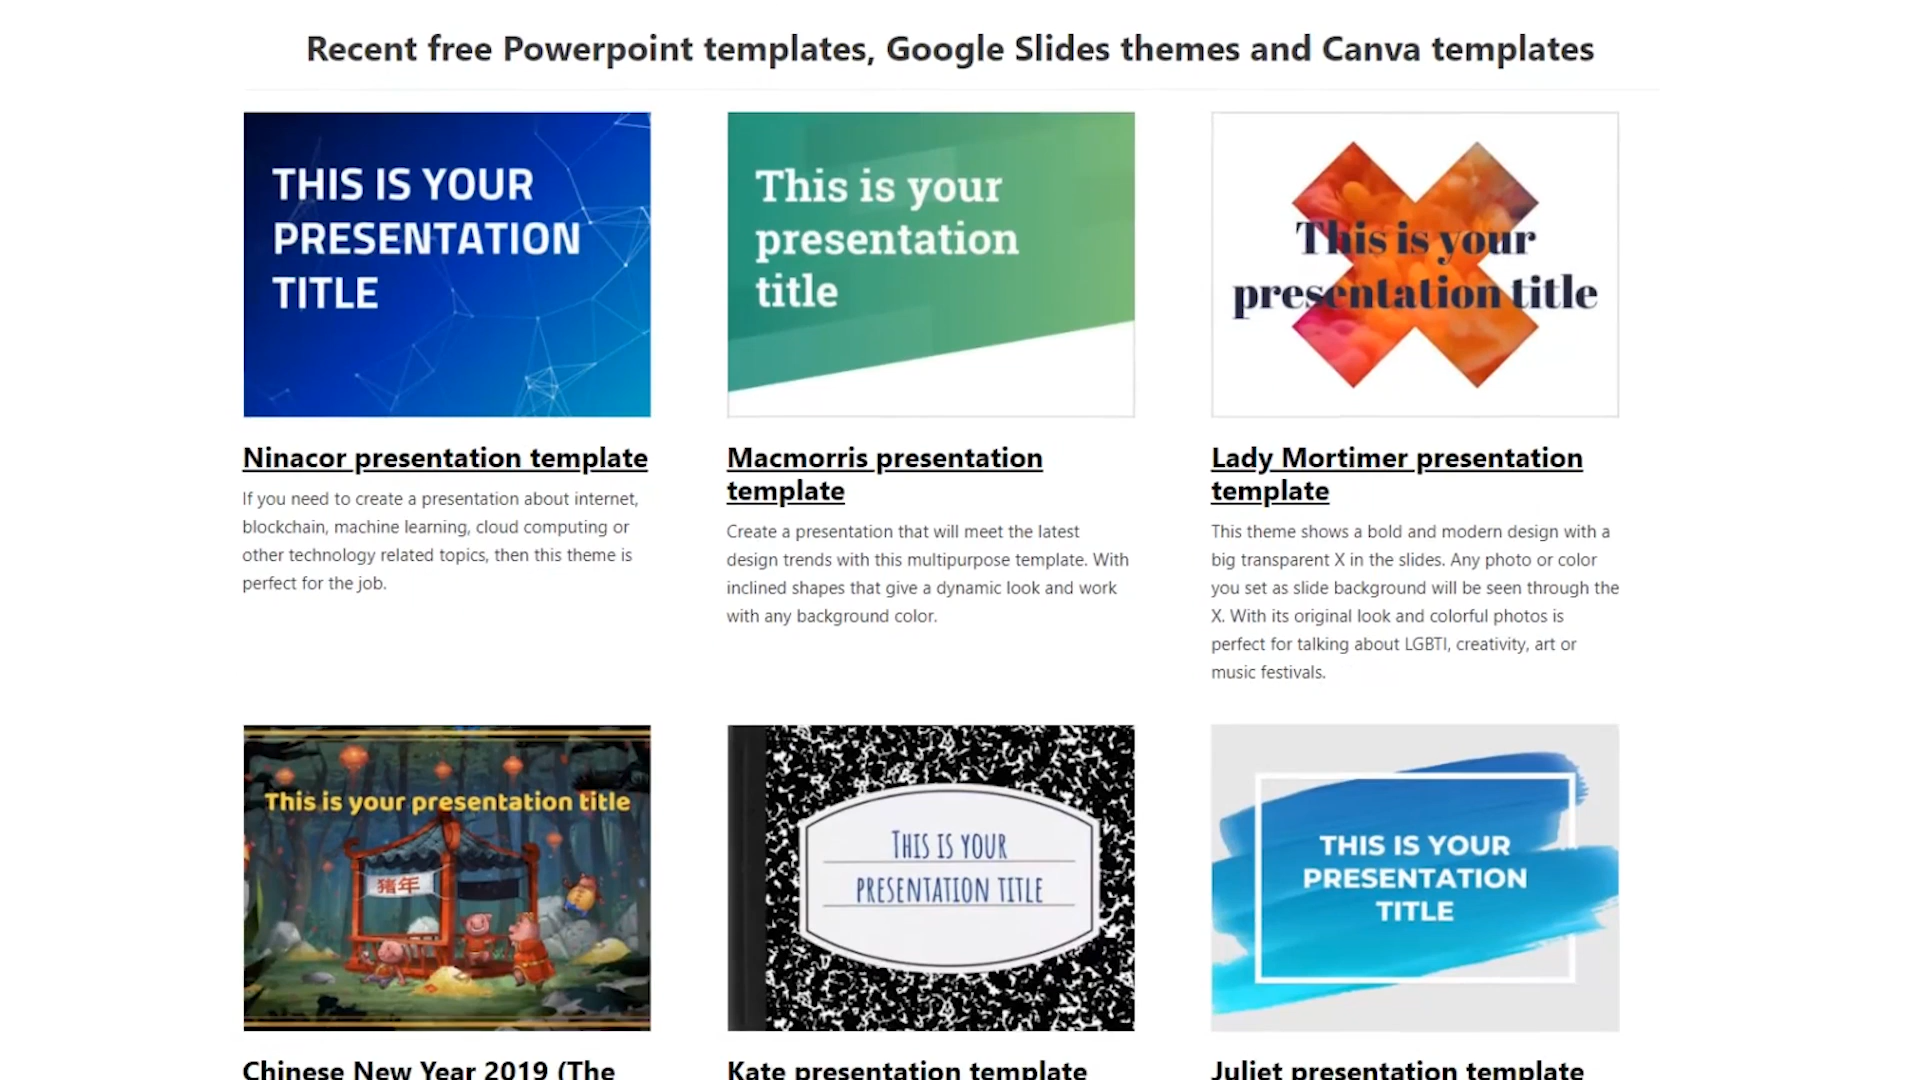 Recent free Powerpoint templates, Google Slides themes and Canva templates
THIS IS YOUR
PRESENTATION
TITLE
This is your
presentation
title
This is your
presentation title
Ninacor presentation template
If you need to create a presentation about internet,
blockchain, machine learning, cloud computing or
other technology related topics, then this theme is
perfect for the job.
Macmorris presentation
template
Create a presentation that will meet the latest
design trends with this multipurpose template. With
inclined shapes that give a dynamic look and work
with any background color.
Lady Mortimer presentation
template
This theme shows a bold and modern design with a
big transparent X in the slides. Any photo or color
you set as slide background will be seen through the
X. With its original look and colorful photos is
perfect for talking about LGBTI, creativity, art or
music festivals.
This is your presentation title
猪年
THIS IS YOUR
PRESENTATION TITLE
THIS IS YOUR
PRESENTATION
TITLE
Chinese New Year 2019 (The
Kate presentation template
Juliet presentation template